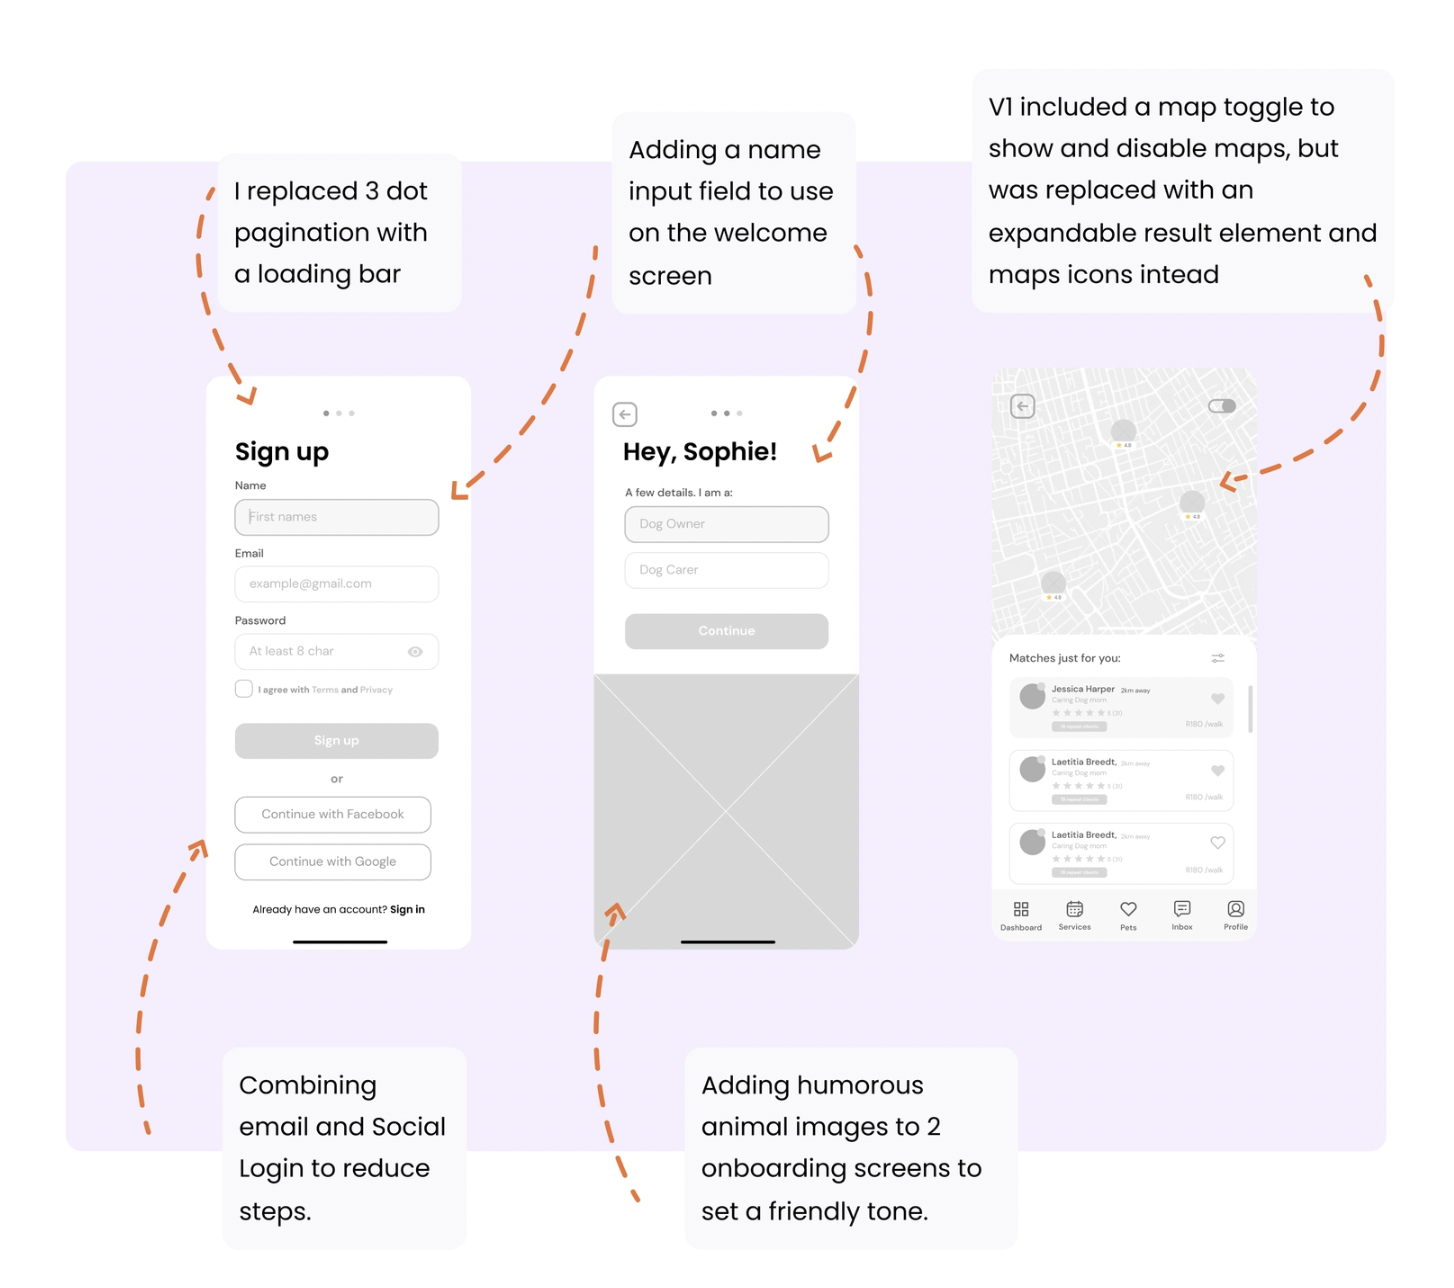 V1 included a map toggle to
show and disable maps, but
was replaced with an
expandable result element and
maps icons intead
Adding a name
input field to use
on the welcome
screen
I replaced 3 dot
pagination with
a loading bar
Sign up
Name
First names
Email
example@gmail.com
Password
At least 8 char
I agree with Terms and Privacy
Sign up
or
Continue with Facebook
Continue with Google
Already have an account? Sign in
Hey, Sophie!
A few details. I am a:
Dog Owner
Dog Carer
Continue
4.8
4.8
4.8
Matches just for you:
Jessica Harper 2km away
Caring Dog mom
5 (31)
R180 /walk
Laetitia Breedt, 2km away
Caring Dog mom
5 (31)
R180 /walk
Laetitia Breedt, 2km away
Caring Dog mom
5 (31)
R180 /walk
Dashboard
Services
Pets
Inbox
Profile
Combining
email and Social
Login to reduce
steps.
Adding humorous
animal images to 2
onboarding screens to
set a friendly tone.